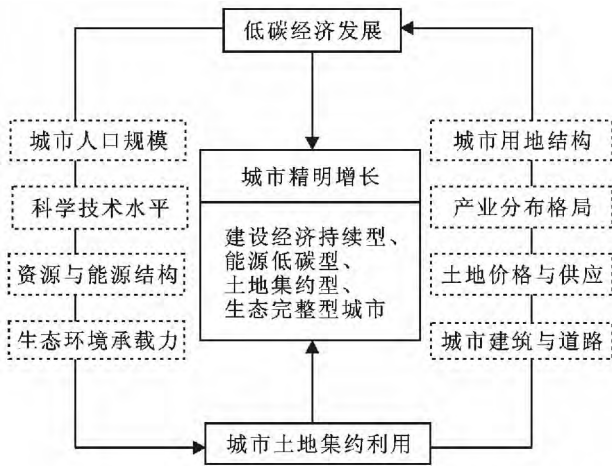 低碳经济发展
城市人口规模
科学技术水平
资源与能源结构
生态环境承载力
城市精明增长
建设经济持续型、
能源低碳型、
土地集约型、
生态完整型城市
城市用地结构
产业分布格局
土地价格与供应
城市建筑与道路
城市土地集约利用